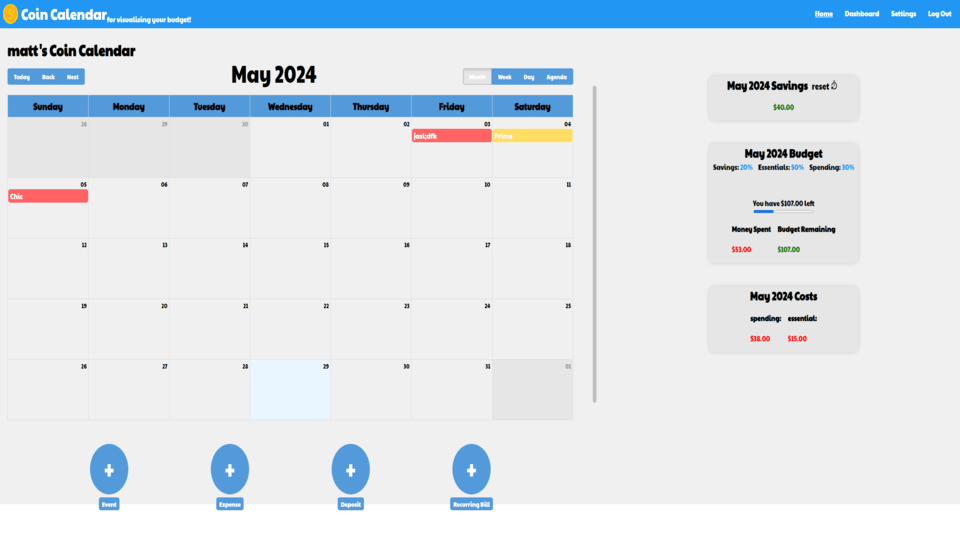 Coin Calendar for visualizing your budget!
Home Dashboard Settings Log Out
matt's Coin Calendar
Today Back Next
May 2024
Month Week Day Agenda
Sunday Monday Tuesday Wednesday Thursday Friday Saturday
28 29 30 01 02 03 04
jasl;dfk Prime
05 06 07 08 09 10 11
Chic
12 13 14 15 16 17 18
19 20 21 22 23 24 25
26 27 28 29 30 31 01
+ + + +
Event Expense Deposit Recurring Bill
May 2024 Savings reset
$40.00
May 2024 Budget
Savings: 20% Essentials: 50% Spending: 30%
You have $107.00 left
Money Spent Budget Remaining
$53.00 $107.00
May 2024 Costs
spending: essential:
$38.00 $15.00